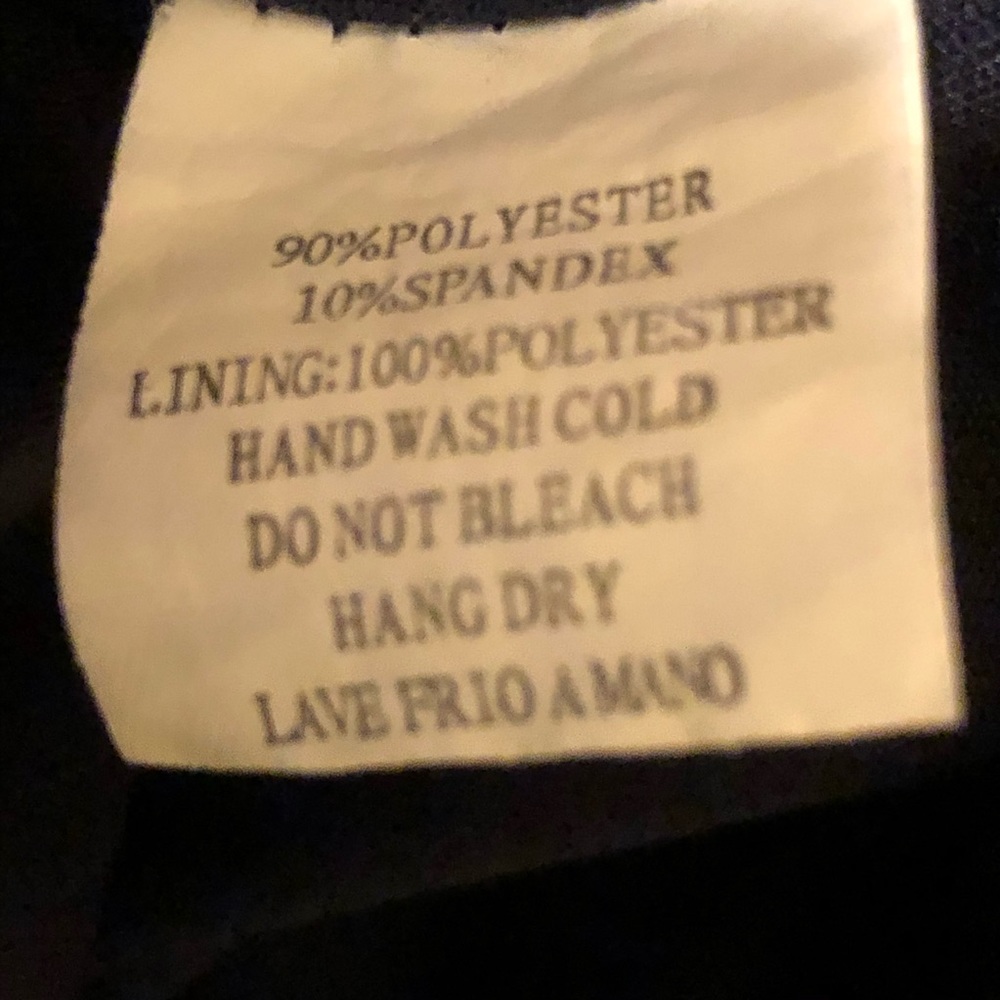 90%POLYESTER
10%SPANDEX
LINING:100%POLYESTER
HAND WASH COLD
DO NOT BLEACH
HANG DRY
LAVE FRIO A MANO